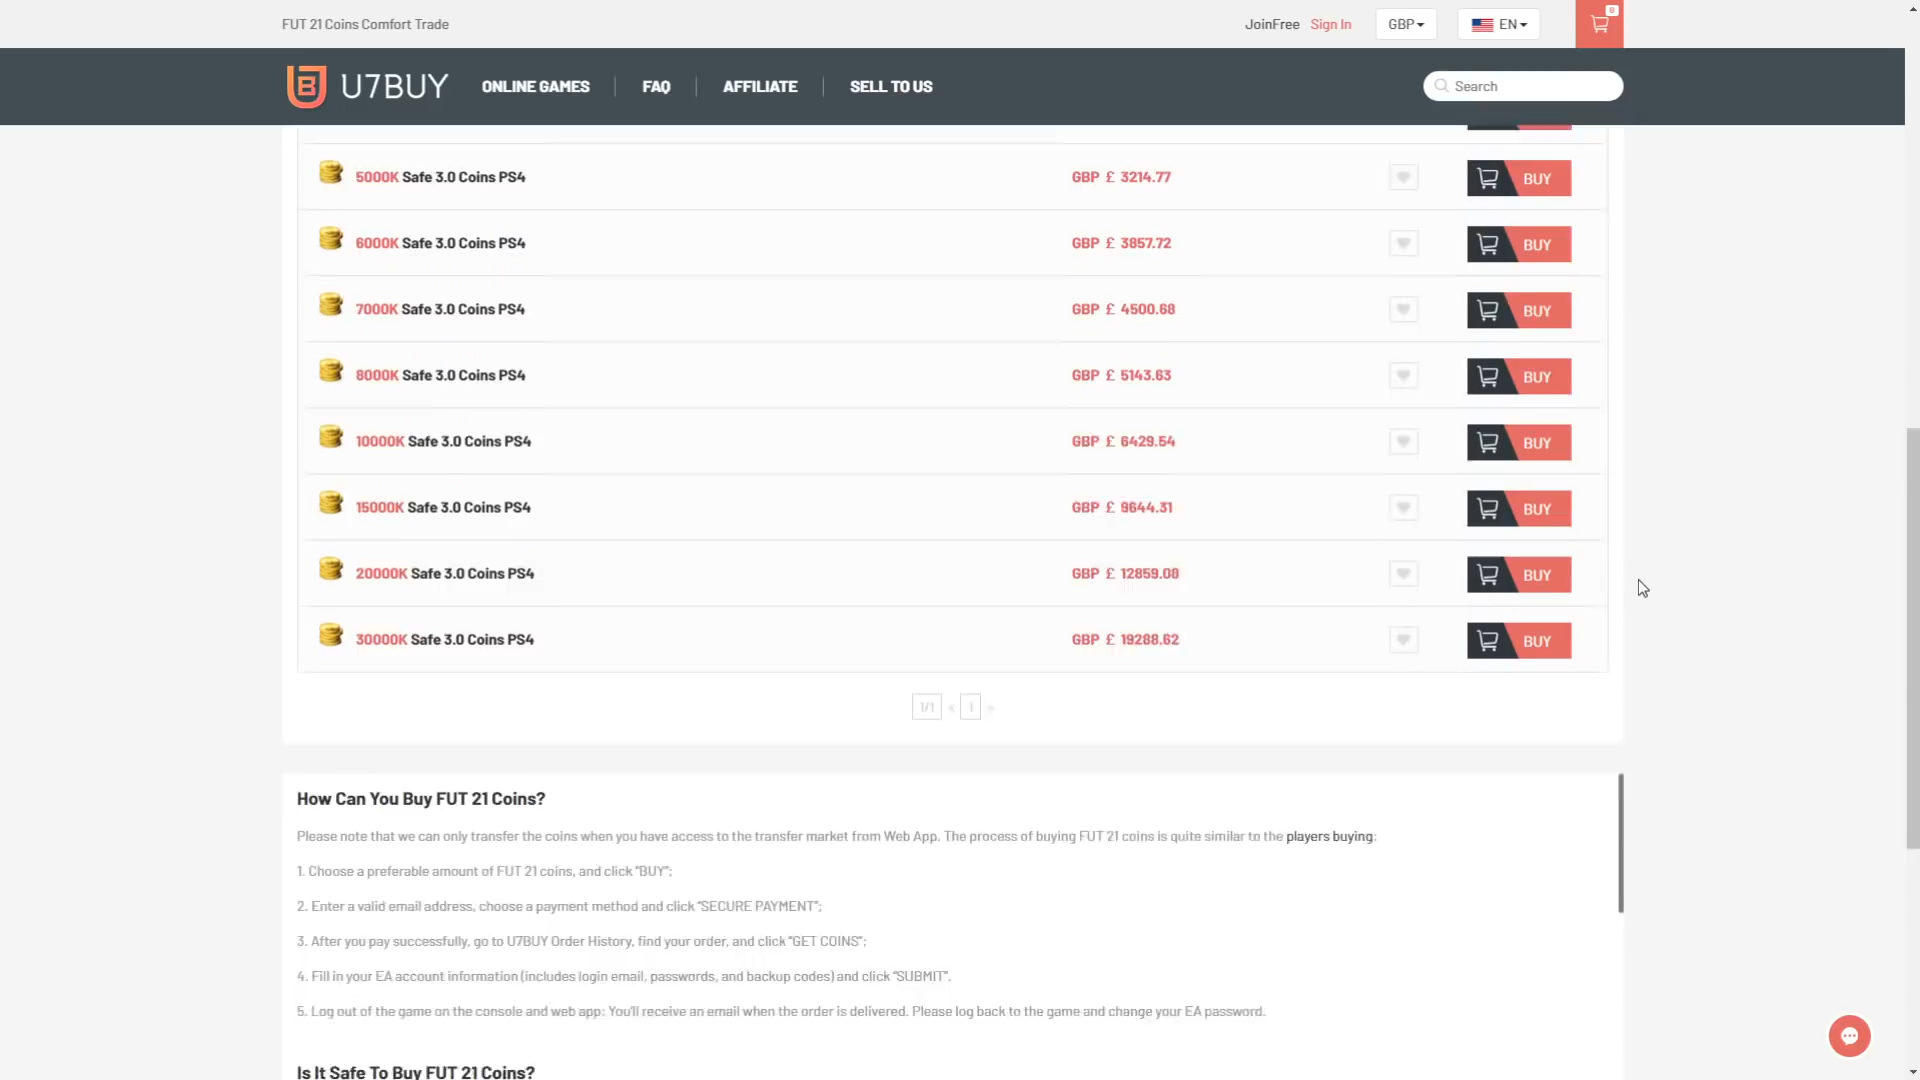 FUT 21 Coins Comfort Trade
JoinFree Sign In GBP EN 0
U7BUY ONLINE GAMES FAQ AFFILIATE SELL TO US Search
5000K Safe 3.0 Coins PS4 GBP £ 3214.77 BUY
6000K Safe 3.0 Coins PS4 GBP £ 3857.72 BUY
7000K Safe 3.0 Coins PS4 GBP £ 4500.68 BUY
8000K Safe 3.0 Coins PS4 GBP £ 5143.63 BUY
10000K Safe 3.0 Coins PS4 GBP £ 6429.54 BUY
15000K Safe 3.0 Coins PS4 GBP £ 9644.31 BUY
20000K Safe 3.0 Coins PS4 GBP £ 12859.08 BUY
30000K Safe 3.0 Coins PS4 GBP £ 19288.62 BUY
1/1 < 1 >
How Can You Buy FUT 21 Coins?
Please note that we can only transfer the coins when you have access to the transfer market from Web App. The process of buying FUT 21 coins is quite similar to the players buying:
1. Choose a preferable amount of FUT 21 coins, and click "BUY";
2. Enter a valid email address, choose a payment method and click "SECURE PAYMENT";
3. After you pay successfully, go to U7BUY Order History, find your order, and click "GET COINS";
4. Fill in your EA account information (includes login email, passwords, and backup codes) and click "SUBMIT".
5. Log out of the game on the console and web app: You'll receive an email when the order is delivered. Please log back to the game and change your EA password.
Is It Safe To Buy FUT 21 Coins?